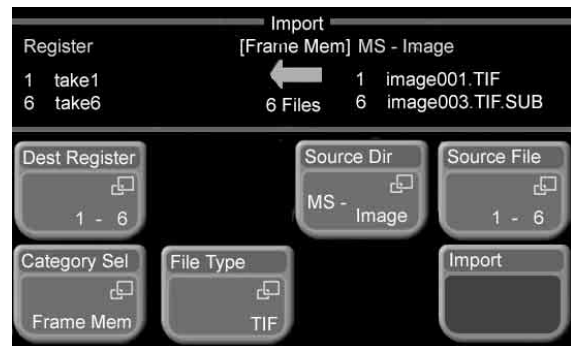 Import
Register [Frame Mem] MS - Image
1 take1 1 image001.TIF
6 take6 6 Files 6 image003.TIF.SUB
Dest Register
1 - 6
Source Dir
MS -
Image
Source File
1 - 6
Category Sel
Frame Mem
File Type
TIF
Import